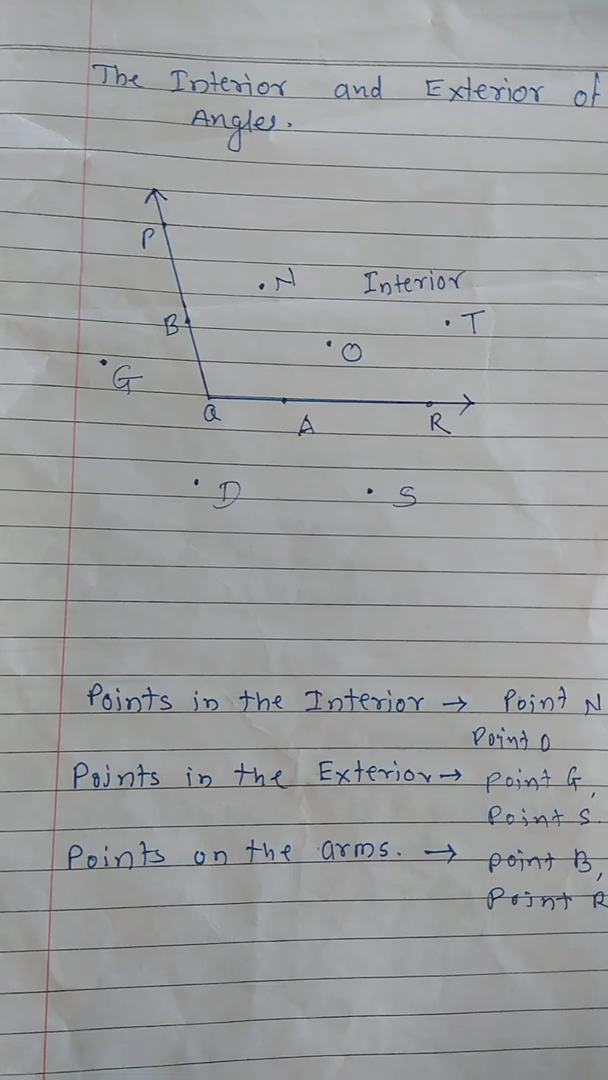 The Interior and Exterior of
Angles.
P
.N Interior
B .T
.O
.G
Q A R
.D .S
Points in the Interior → Point N
Point O
Points in the Exterior → point G,
Point S.
Points on the arms. → point B,
Point R